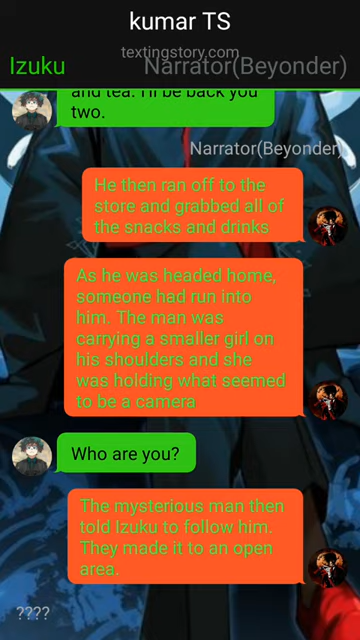 kumar TS
textingstory.com
Izuku
Narrator(Beyonder)
and tea. I'll be back you
two.
Narrator(Beyonder)
He then ran off to the
store and grabbed all of
the snacks and drinks
As he was headed home,
someone had run into
him. The man was
carrying a smaller girl on
his shoulders and she
was holding what seemed
to be a camera
Who are you?
The mysterious man then
told Izuku to follow him.
They made it to an open
area.
????